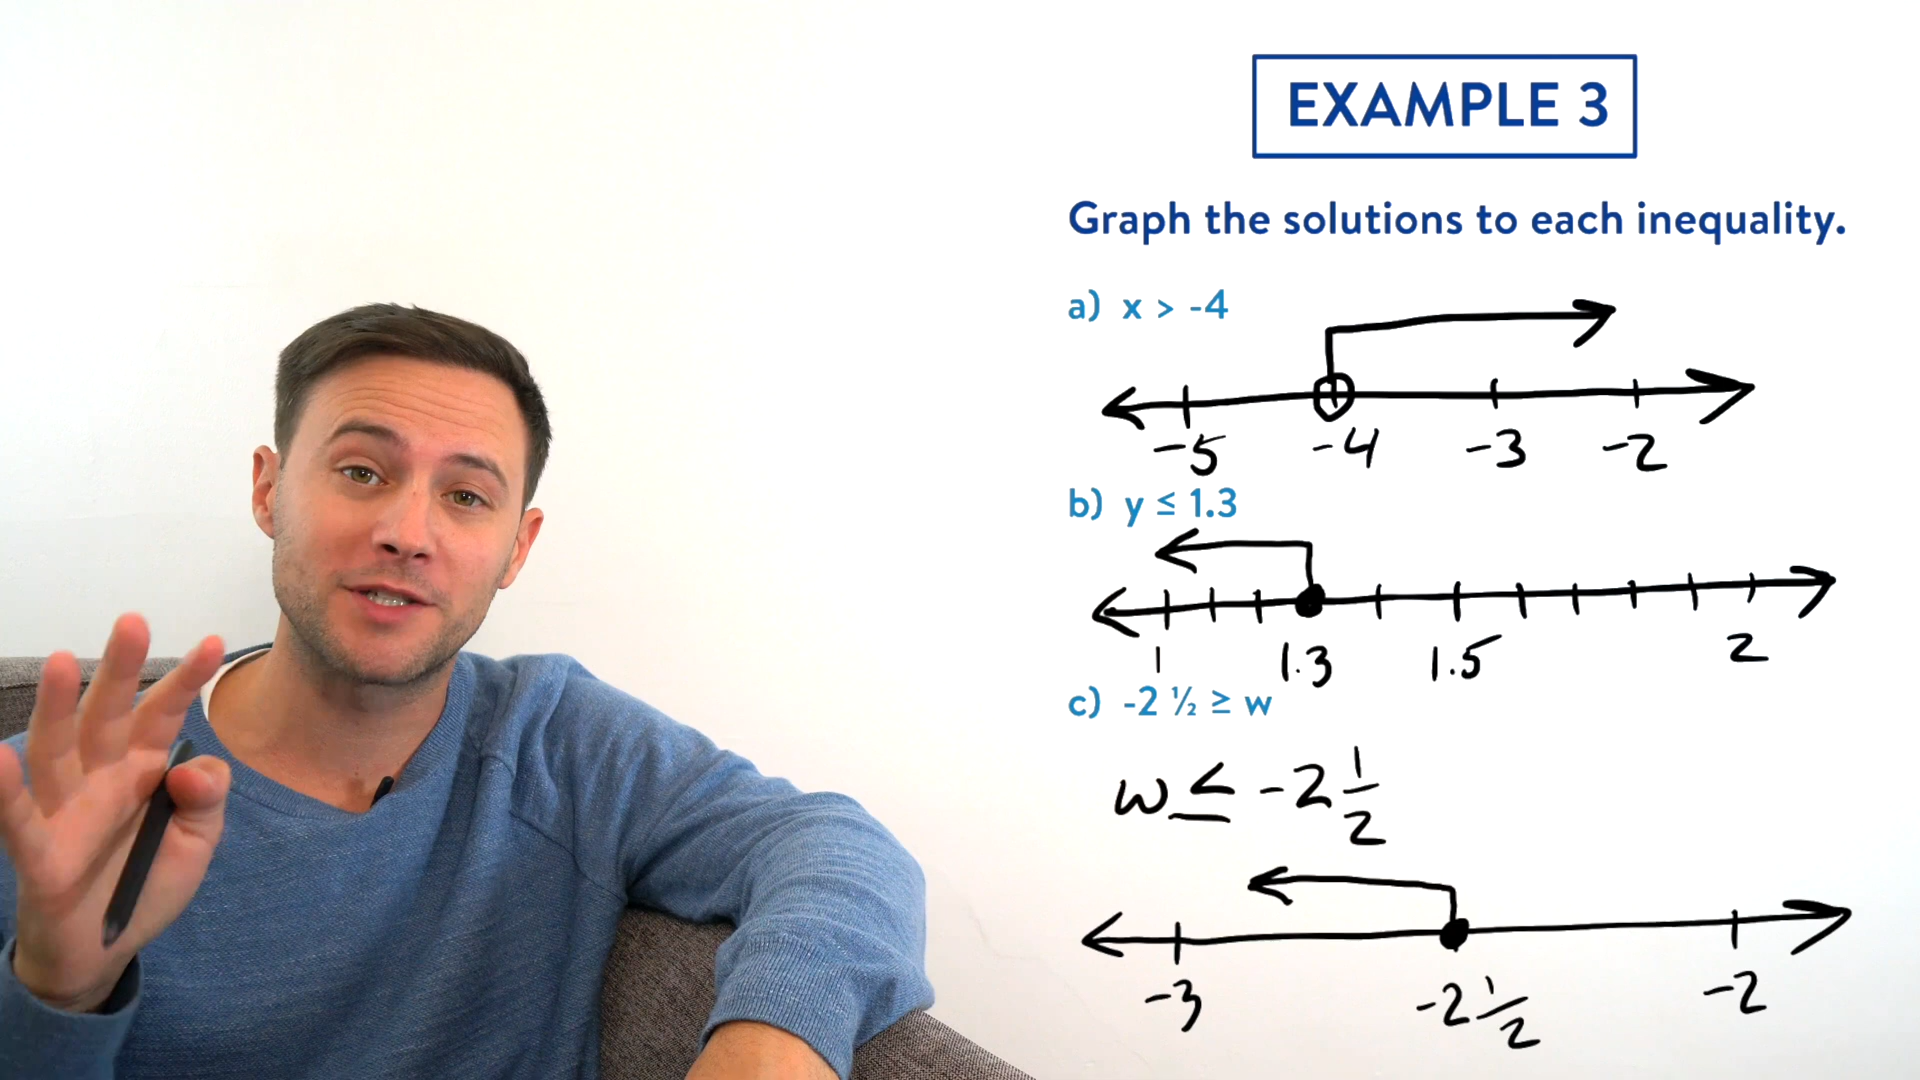 EXAMPLE 3
Graph the solutions to each inequality.
a) x > -4
-5 -4 -3 -2
b) y ≤ 1.3
1 1.3 1.5 2
c) -2 ½ ≥ w
w ≤ -2 1/2
-3 -2 1/2 -2